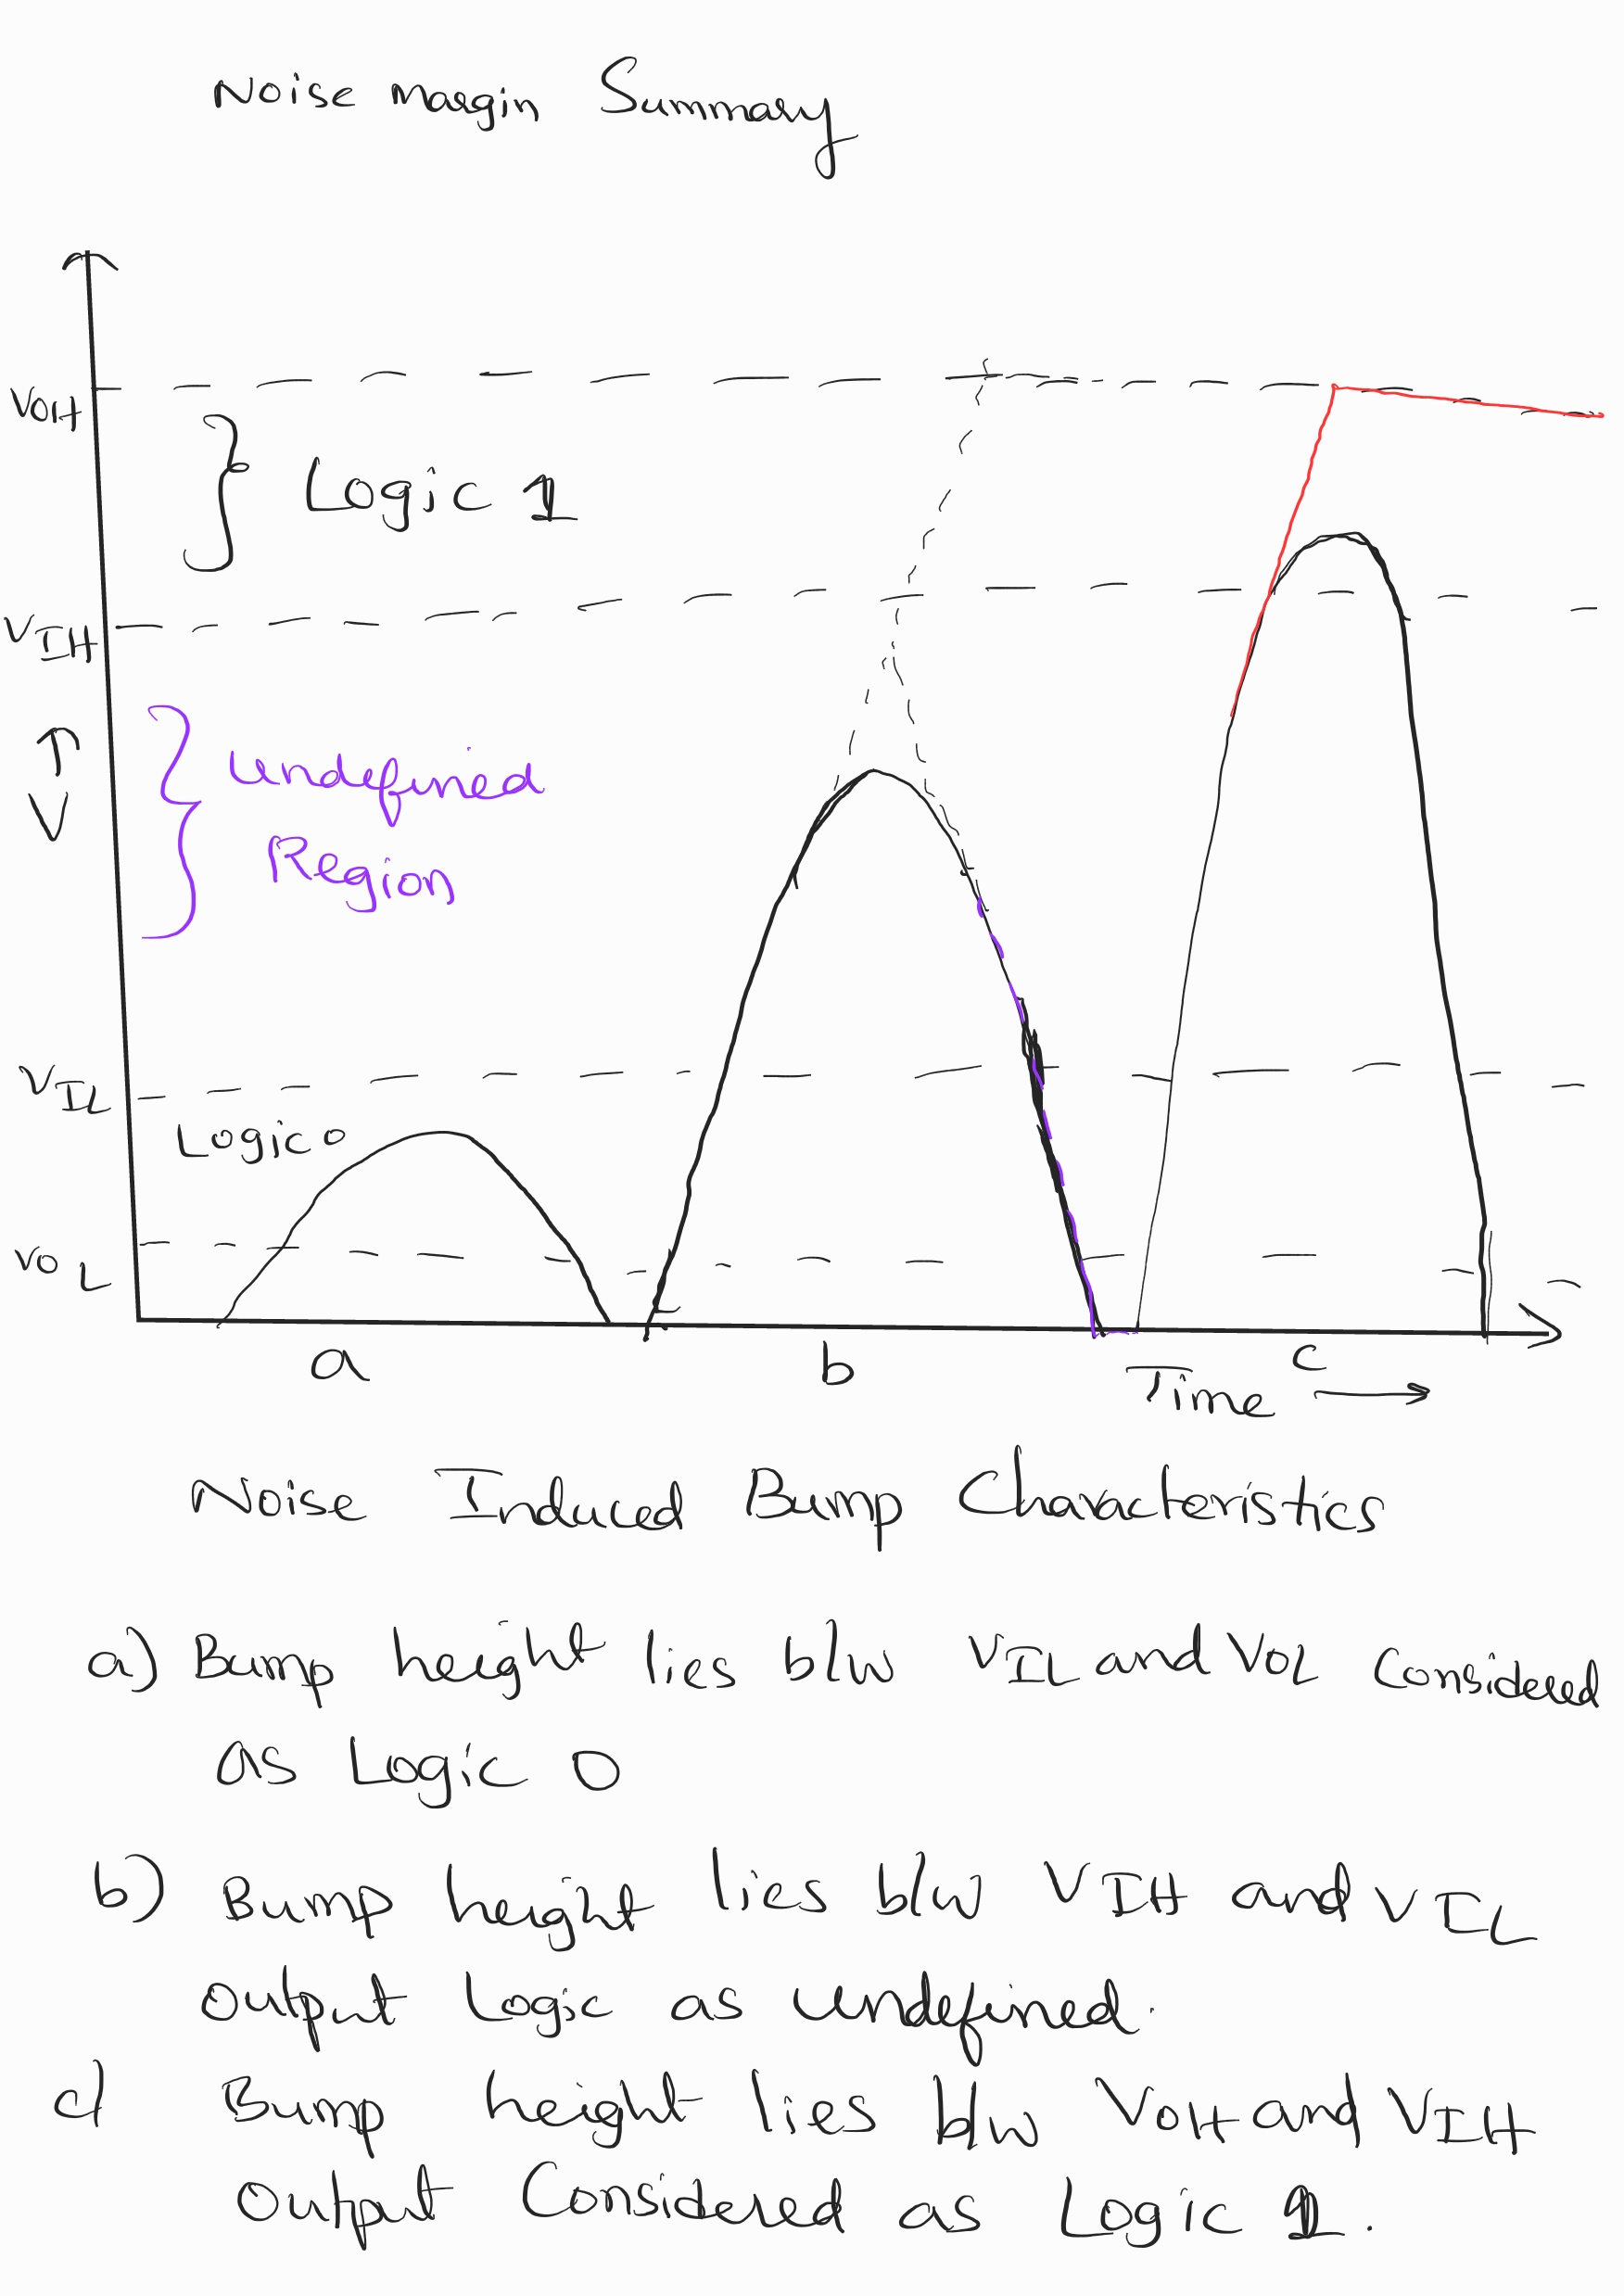 Noise margin Summary
VOH
Logic 1
VIH
V
undefined
Region
VIL
Logic 0
VOL
a
b
c
Time
Noise Induced Bump Characteristics
a) Bump height lies b/w VIL and VOL Considered
as Logic 0
b) Bump height lies b/w VIH and VIL
output Logic as undefined.
c) Bump height lies b/w VOH and VIH
output Considered as Logic 1.